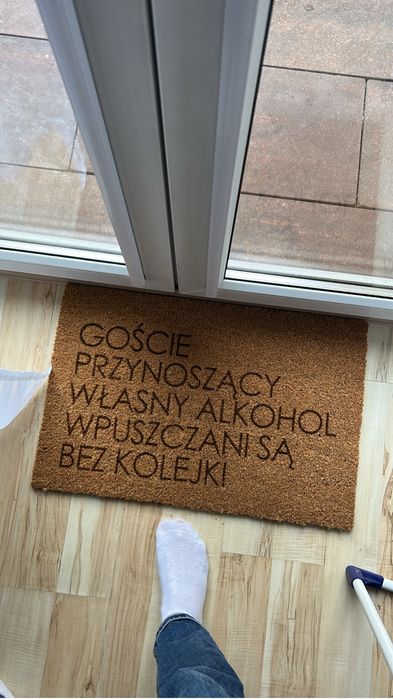 GOŚCIE
PRZYNOSZĄCY
WŁASNY ALKOHOL
WPUSZCZANI SĄ
BEZ KOLEJKI